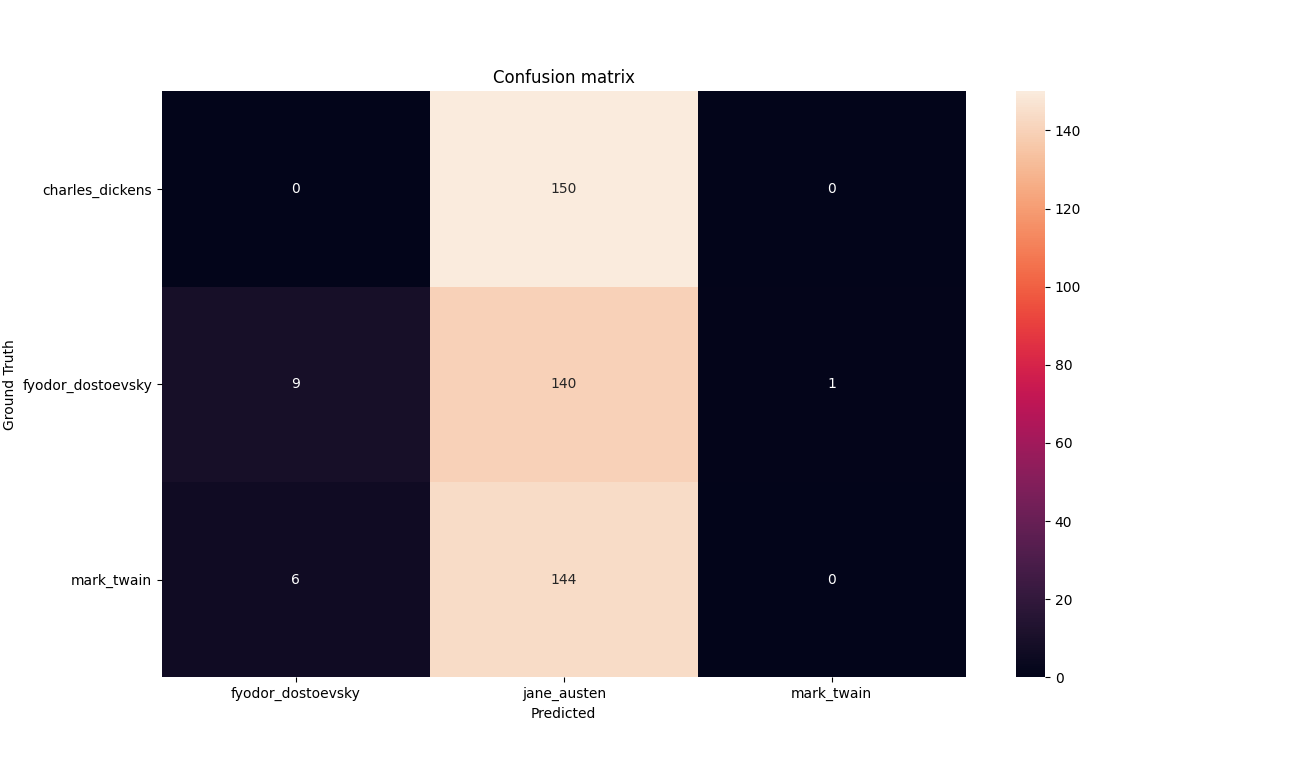 Confusion matrix
Ground Truth
charles_dickens
0 150 0
fyodor_dostoevsky
9 140 1
mark_twain
6 144 0
fyodor_dostoevsky jane_austen mark_twain
Predicted
140
120
100
80
60
40
20
0